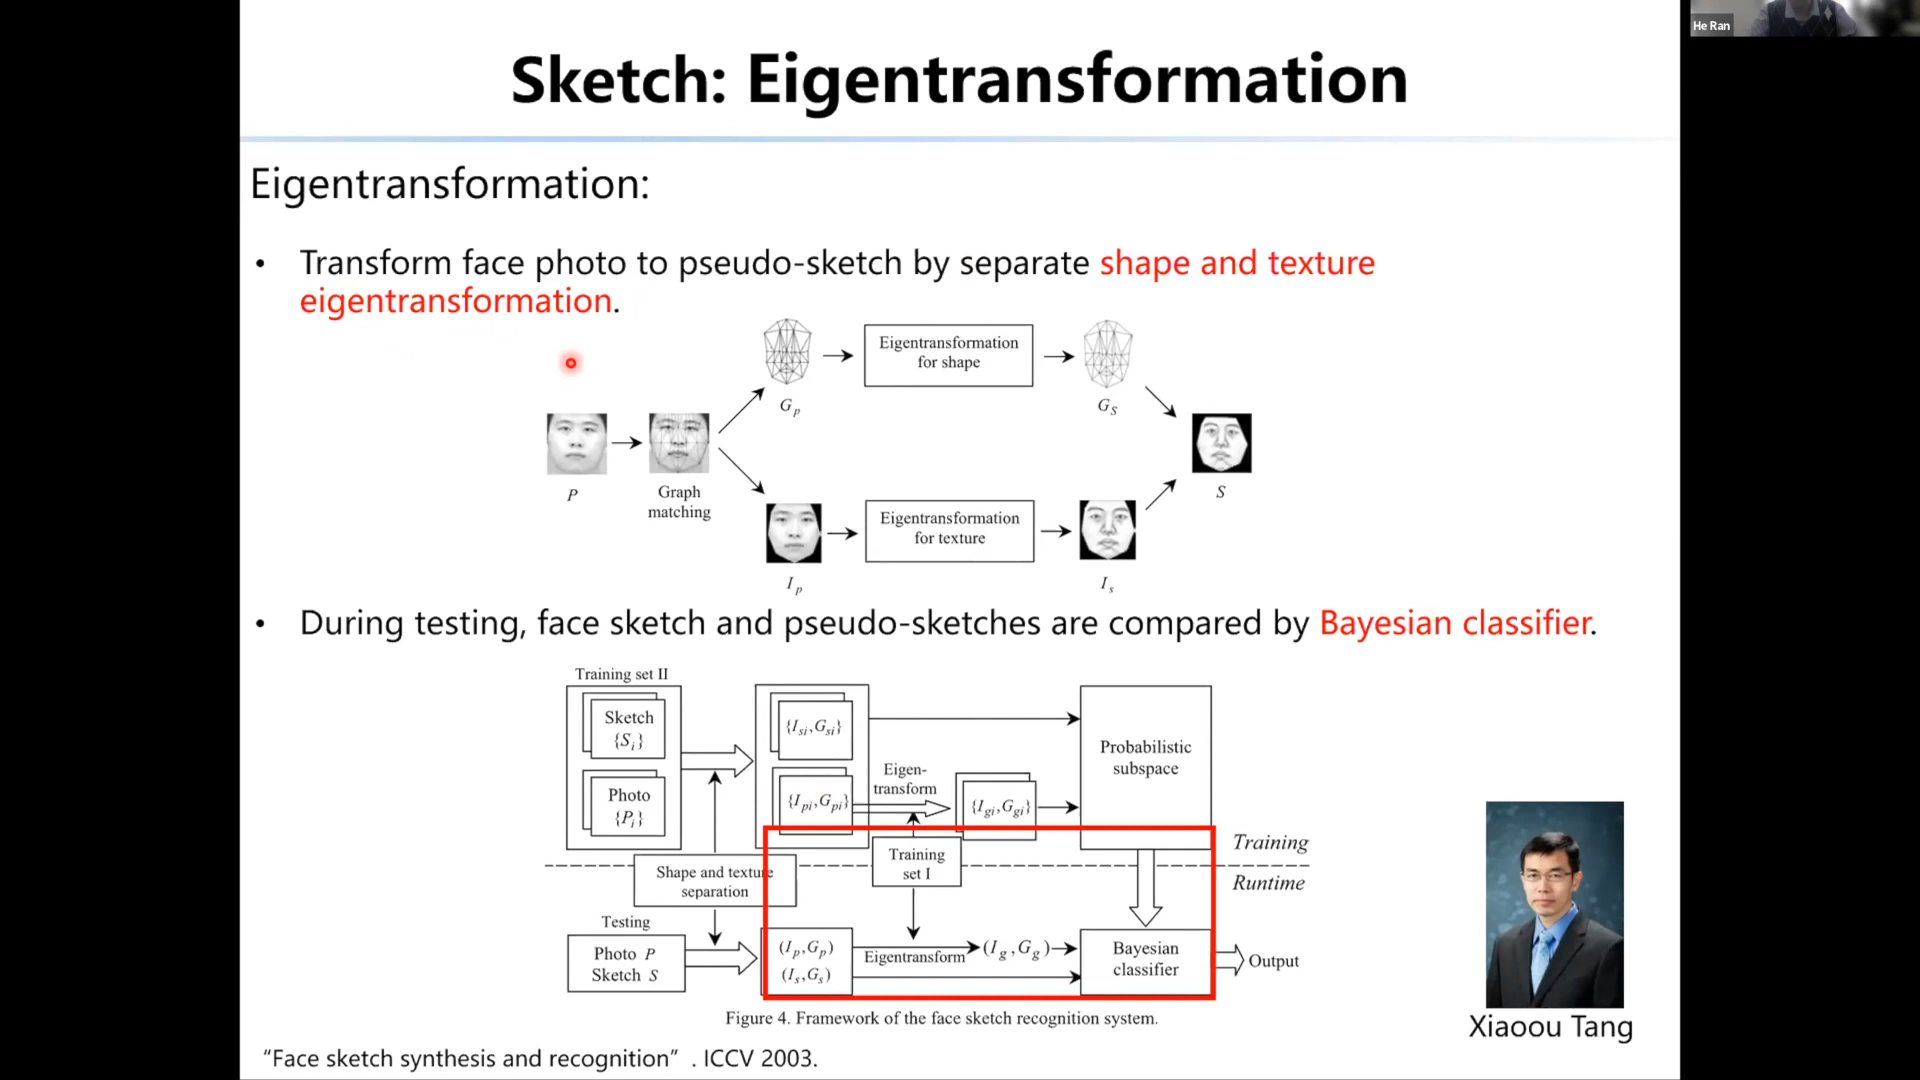 He Ran
Sketch: Eigentransformation
Eigentransformation:
• Transform face photo to pseudo-sketch by separate shape and texture
eigentransformation.
Eigentransformation
for shape
G_p
G_S
P
Graph
matching
S
Eigentransformation
for texture
I_p
I_s
• During testing, face sketch and pseudo-sketches are compared by Bayesian classifier.
Training set II
Sketch
{S_i}
Photo
{P_i}
{I_si,G_si}
{I_pi,G_pi}
Eigen-
transform
{I_gi,G_gi}
Probabilistic
subspace
Training
Runtime
Shape and texture
separation
Training
set I
Testing
Photo P
Sketch S
(I_p,G_p)
(I_s,G_s)
Eigentransform
(I_g,G_g)
Bayesian
classifier
Output
Figure 4. Framework of the face sketch recognition system.
Xiaoou Tang
“Face sketch synthesis and recognition” . ICCV 2003.